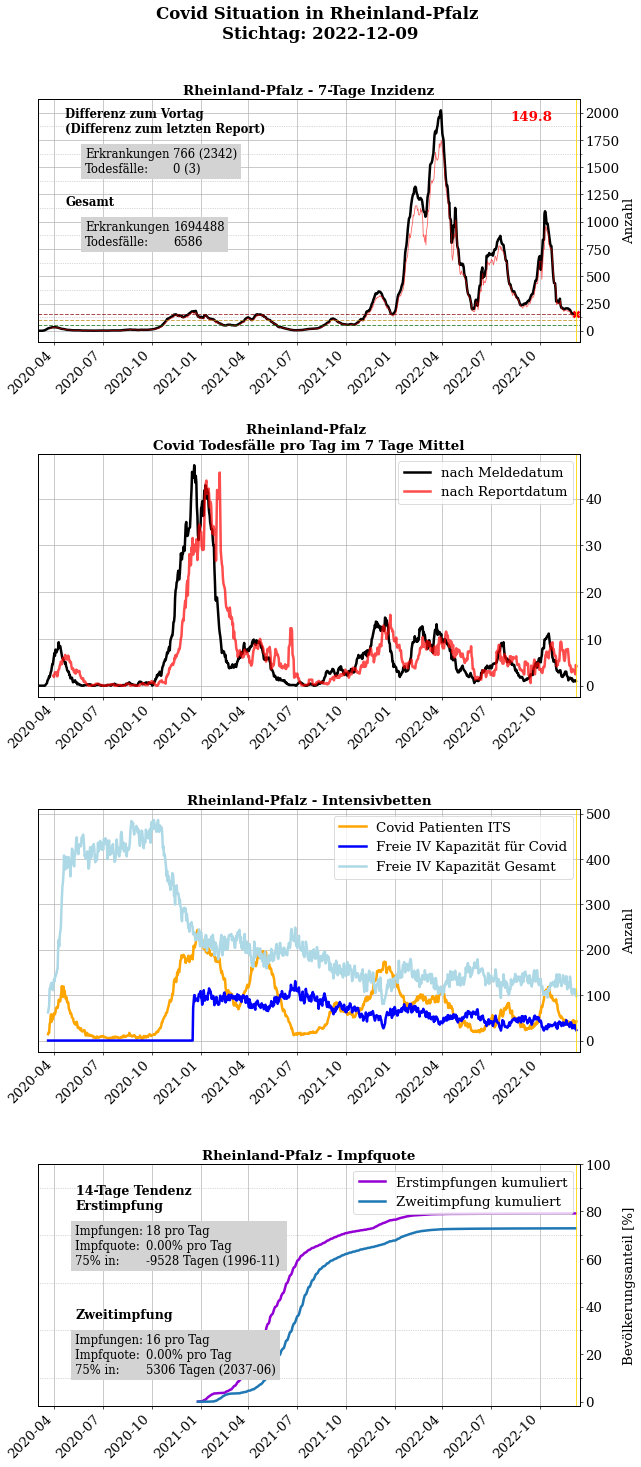 Covid Situation in Rheinland-Pfalz
Stichtag: 2022-12-09
Rheinland-Pfalz - 7-Tage Inzidenz
Differenz zum Vortag
(Differenz zum letzten Report)
Erkrankungen 766 (2342)
Todesfälle: 0 (3)
Gesamt
Erkrankungen 1694488
Todesfälle: 6586
149.8
2000
1750
1500
1250
1000
750
500
250
0
Anzahl
2020-04 2020-07 2020-10 2021-01 2021-04 2021-07 2021-10 2022-01 2022-04 2022-07 2022-10
Rheinland-Pfalz
Covid Todesfälle pro Tag im 7 Tage Mittel
nach Meldedatum
nach Reportdatum
40
30
20
10
0
2020-04 2020-07 2020-10 2021-01 2021-04 2021-07 2021-10 2022-01 2022-04 2022-07 2022-10
Rheinland-Pfalz - Intensivbetten
Covid Patienten ITS
Freie IV Kapazität für Covid
Freie IV Kapazität Gesamt
500
400
300
200
100
0
Anzahl
2020-04 2020-07 2020-10 2021-01 2021-04 2021-07 2021-10 2022-01 2022-04 2022-07 2022-10
Rheinland-Pfalz - Impfquote
14-Tage Tendenz
Erstimpfung
Impfungen: 18 pro Tag
Impfquote: 0.00% pro Tag
75% in: -9528 Tagen (1996-11)
Zweitimpfung
Impfungen: 16 pro Tag
Impfquote: 0.00% pro Tag
75% in: 5306 Tagen (2037-06)
Erstimpfungen kumuliert
Zweitimpfung kumuliert
100
80
60
40
20
0
Bevölkerungsanteil [%]
2020-04 2020-07 2020-10 2021-01 2021-04 2021-07 2021-10 2022-01 2022-04 2022-07 2022-10